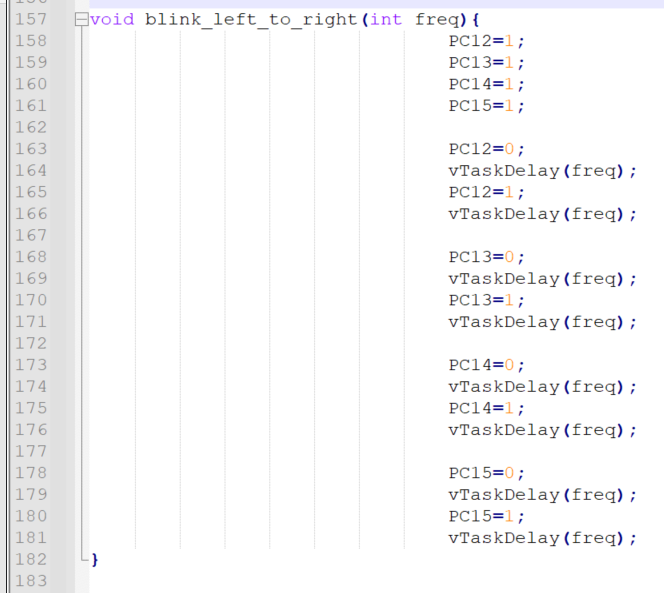 157 void blink_left_to_right(int freq){
158 PC12=1;
159 PC13=1;
160 PC14=1;
161 PC15=1;
162
163 PC12=0;
164 vTaskDelay(freq);
165 PC12=1;
166 vTaskDelay(freq);
167
168 PC13=0;
169 vTaskDelay(freq);
170 PC13=1;
171 vTaskDelay(freq);
172
173 PC14=0;
174 vTaskDelay(freq);
175 PC14=1;
176 vTaskDelay(freq);
177
178 PC15=0;
179 vTaskDelay(freq);
180 PC15=1;
181 vTaskDelay(freq);
182 }
183